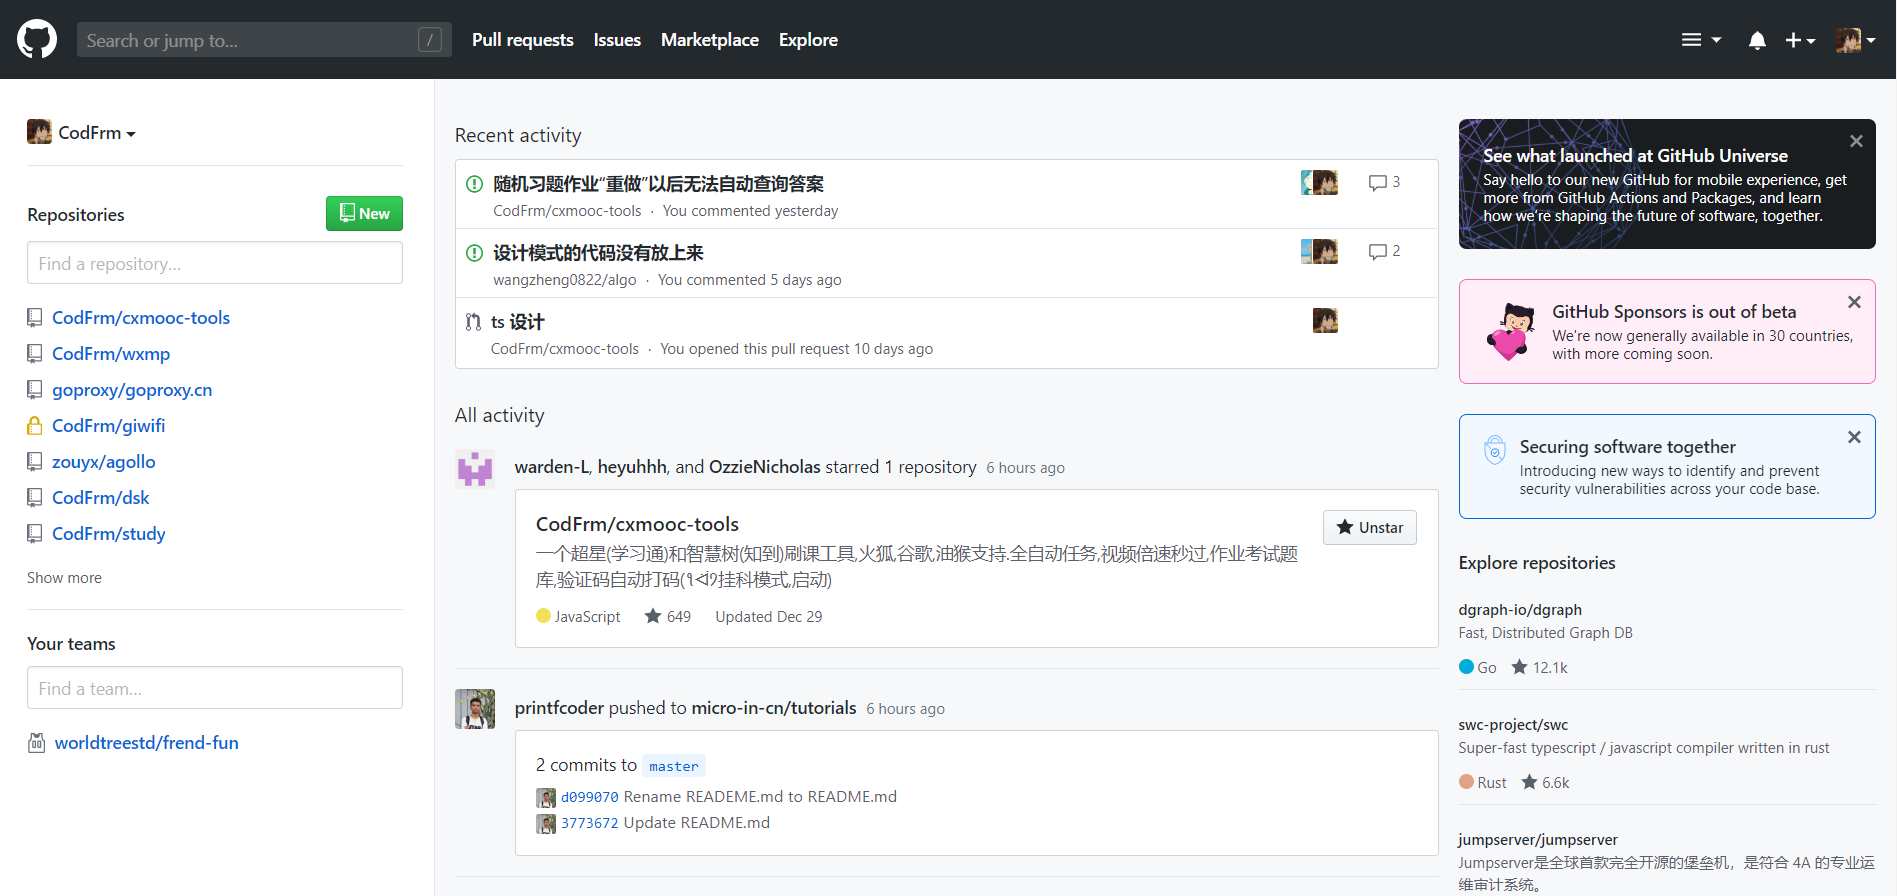 Search or jump to...
/
Pull requests
Issues
Marketplace
Explore
CodFrm
Repositories
New
Find a repository...
CodFrm/cxmooc-tools
CodFrm/wxmp
goproxy/goproxy.cn
CodFrm/giwifi
zouyx/agollo
CodFrm/dsk
CodFrm/study
Show more
Your teams
Find a team...
worldtreestd/frend-fun
Recent activity
随机习题作业“重做”以后无法自动查询答案
3
CodFrm/cxmooc-tools · You commented yesterday
设计模式的代码没有放上来
2
wangzheng0822/algo · You commented 5 days ago
ts 设计
CodFrm/cxmooc-tools · You opened this pull request 10 days ago
All activity
warden-L, heyuhhh, and OzzieNicholas starred 1 repository 6 hours ago
CodFrm/cxmooc-tools
Unstar
一个超星(学习通)和智慧树(知到)刷课工具,火狐,谷歌,油猴支持.全自动任务,视频倍速秒过,作业考试题
库,验证码自动打码(੧ᐛ੭挂科模式,启动)
JavaScript 649 Updated Dec 29
printfcoder pushed to micro-in-cn/tutorials 6 hours ago
2 commits to master
d099070 Rename READEME.md to README.md
3773672 Update README.md
See what launched at GitHub Universe
Say hello to our new GitHub for mobile experience, get
more from GitHub Actions and Packages, and learn
how we're shaping the future of software, together.
GitHub Sponsors is out of beta
We're now generally available in 30 countries,
with more coming soon.
Securing software together
Introducing new ways to identify and prevent
security vulnerabilities across your code base.
Explore repositories
dgraph-io/dgraph
Fast, Distributed Graph DB
Go 12.1k
swc-project/swc
Super-fast typescript / javascript compiler written in rust
Rust 6.6k
jumpserver/jumpserver
Jumpserver是全球首款完全开源的堡垒机，是符合 4A 的专业运
维审计系统。